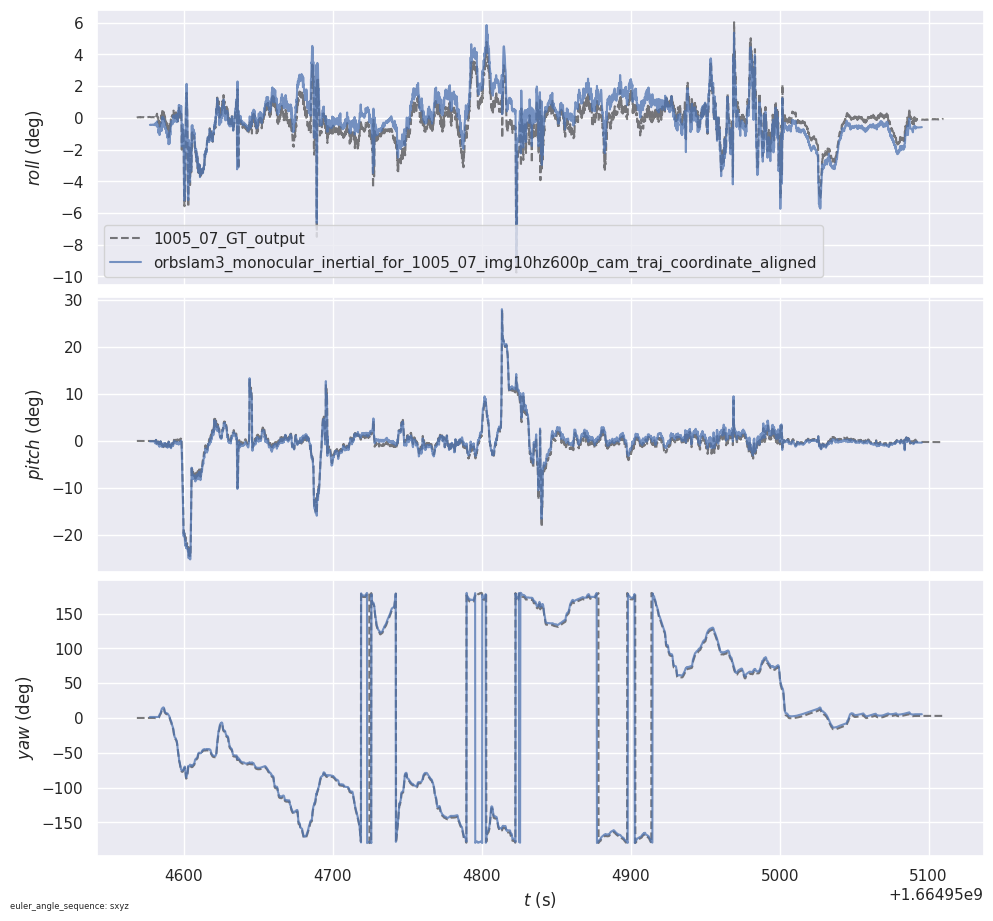 6
4
2
0
−2
−4
−6
−8
−10
roll (deg)
1005_07_GT_output
orbslam3_monocular_inertial_for_1005_07_img10hz600p_cam_traj_coordinate_aligned
30
20
10
0
−10
−20
pitch (deg)
150
100
50
0
−50
−100
−150
yaw (deg)
4600 4700 4800 4900 5000 5100
+1.66495e9
t (s)
euler_angle_sequence: sxyz